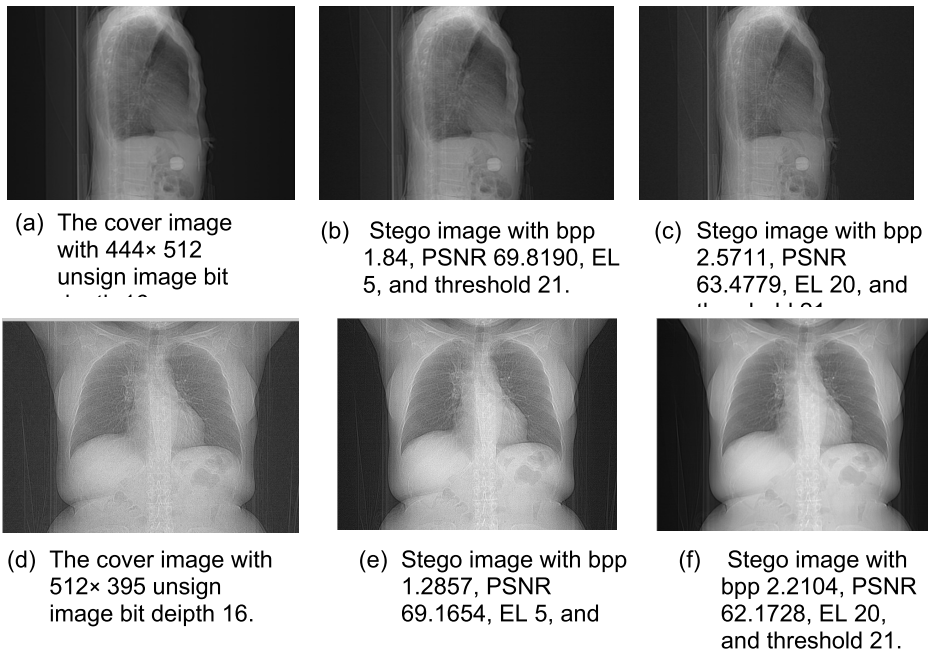 (a) The cover image
with 444× 512
unsign image bit
(b) Stego image with bpp
1.84, PSNR 69.8190, EL
5, and threshold 21.
(c) Stego image with bpp
2.5711, PSNR
63.4779, EL 20, and
(d) The cover image with
512× 395 unsign
image bit deipth 16.
(e) Stego image with bpp
1.2857, PSNR
69.1654, EL 5, and
(f) Stego image with
bpp 2.2104, PSNR
62.1728, EL 20,
and threshold 21.